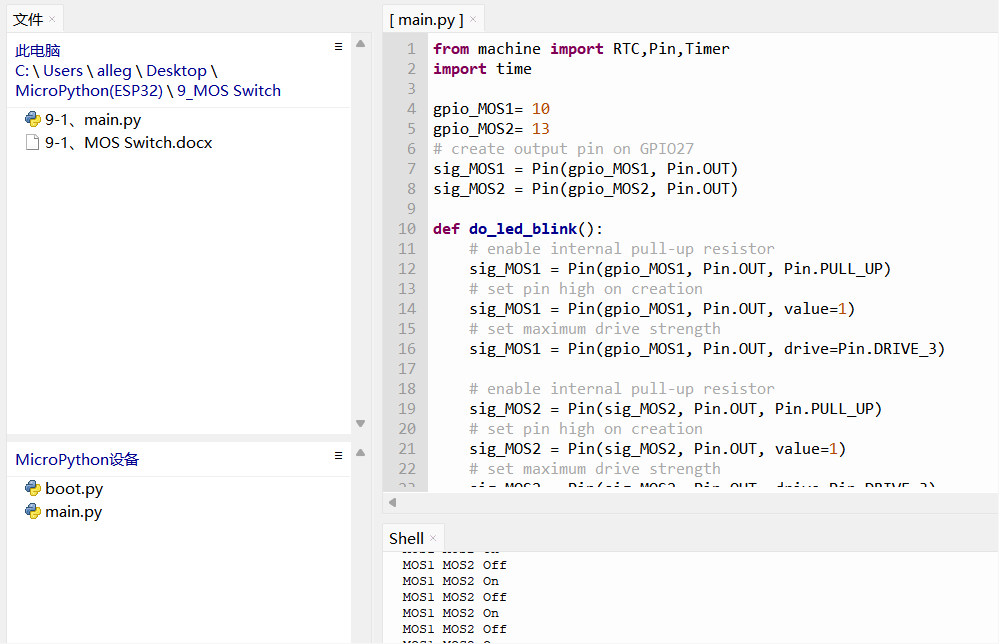 文件
此电脑
C: \ Users \ alleg \ Desktop \
MicroPython(ESP32) \ 9_MOS Switch
9-1、main.py
9-1、MOS Switch.docx
MicroPython设备
boot.py
main.py
[ main.py ]
1 from machine import RTC,Pin,Timer
2 import time
3
4 gpio_MOS1= 10
5 gpio_MOS2= 13
6 # create output pin on GPIO27
7 sig_MOS1 = Pin(gpio_MOS1, Pin.OUT)
8 sig_MOS2 = Pin(gpio_MOS2, Pin.OUT)
9
10 def do_led_blink():
11 # enable internal pull-up resistor
12 sig_MOS1 = Pin(gpio_MOS1, Pin.OUT, Pin.PULL_UP)
13 # set pin high on creation
14 sig_MOS1 = Pin(gpio_MOS1, Pin.OUT, value=1)
15 # set maximum drive strength
16 sig_MOS1 = Pin(gpio_MOS1, Pin.OUT, drive=Pin.DRIVE_3)
17
18 # enable internal pull-up resistor
19 sig_MOS2 = Pin(sig_MOS2, Pin.OUT, Pin.PULL_UP)
20 # set pin high on creation
21 sig_MOS2 = Pin(sig_MOS2, Pin.OUT, value=1)
22 # set maximum drive strength
23 sig_MOS2 = Pin(sig_MOS2, Pin.OUT, drive=Pin.DRIVE_3)
Shell
MOS1 MOS2 Off
MOS1 MOS2 On
MOS1 MOS2 Off
MOS1 MOS2 On
MOS1 MOS2 Off